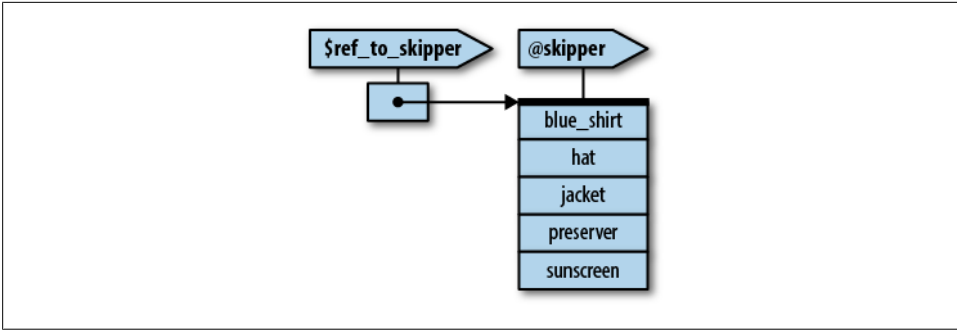 $ref_to_skipper
@skipper
blue_shirt
hat
jacket
preserver
sunscreen